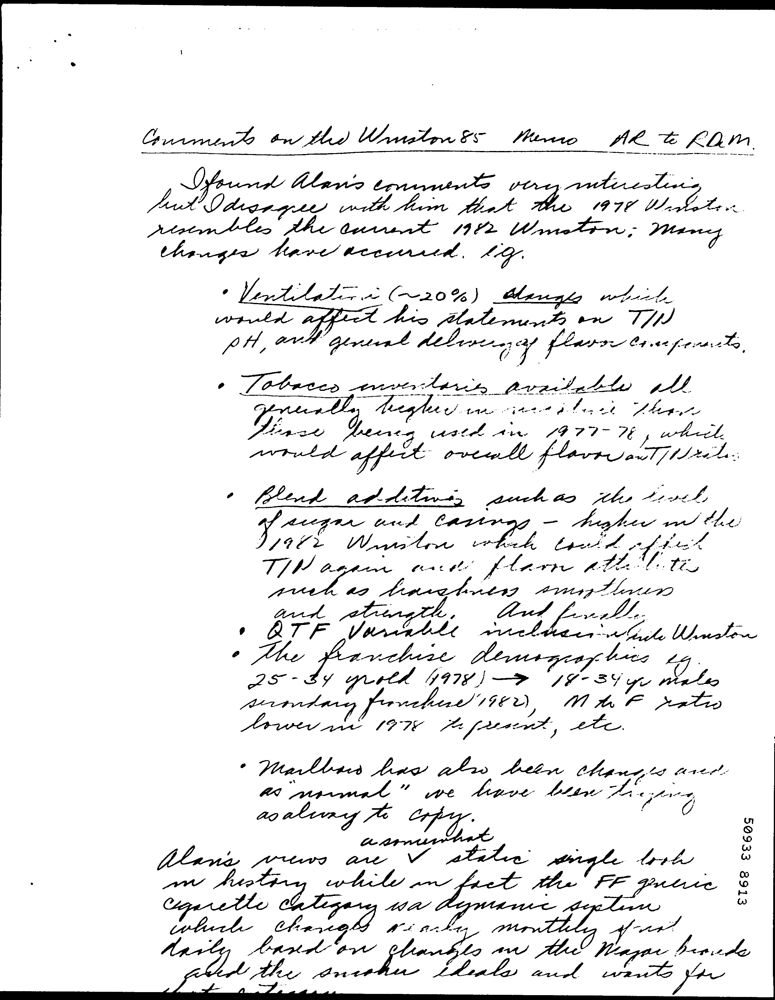 Comments on the Winston 85 Memo AR to RDM.
I found Alan's comments very interesting
but I disagree with him that the 1978 Winston
resembles the current 1982 Winston; Many
changes have occurred. eg.
• Ventilation (~20%) changes which
would affect his statements on T/N
pH, and general delivery of flavor components.
• Tobacco inventories available all
generally higher in than
those being used in 1977-78, which
would affect overall flavor and T/N ratio.
• Blend additives such as the level
of sugar and casings - higher in the
1982 Winston which could affect
T/N again and flavor attributes
such as harshness smoothness
and strength. And finally
• QTF Variable inclusion Winston
• The franchise demographics eg.
25-34 yr old (1978) → 18-34 yr males
secondary franchise (1982), M to F ratio
lower in 1978 to present, etc.
• Marlboro has also been changes and
as "normal" we have been trying
as alway to copy.
a somewhat
Alan's views are ✓ static single look
in history while in fact the FF generic
cigarette category is a dymanic system
which changes nearly monthly if not
daily based on changes in the Major brands
and the smoker ideals and wants for
50933 8913